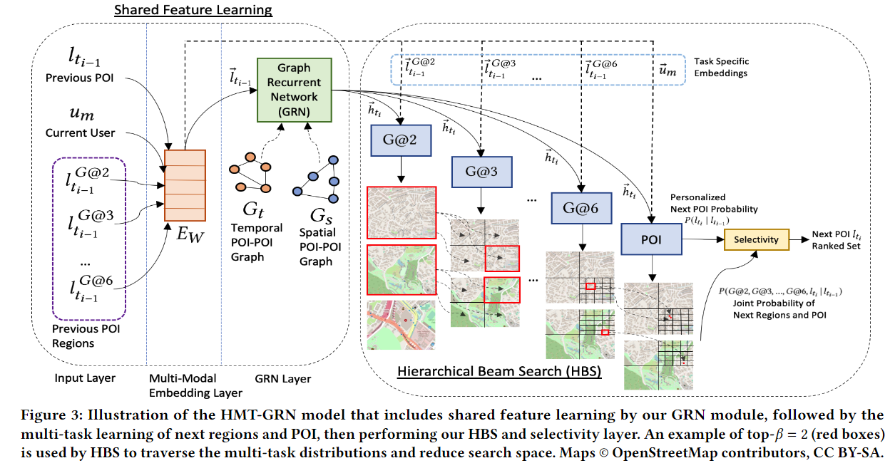 Shared Feature Learning
l_{t_{i-1}}
Previous POI
u_m
Current User
l_{t_{i-1}}^{G@2}
l_{t_{i-1}}^{G@3}
...
l_{t_{i-1}}^{G@6}
Previous POI
Regions
E_W
\vec{l}_{t_{i-1}}
Graph
Recurrent
Network
(GRN)
G_t
Temporal
POI-POI
Graph
G_s
Spatial
POI-POI
Graph
Input Layer
Multi-Modal
Embedding Layer
GRN Layer
\vec{l}_{t_{i-1}}^{G@2}
\vec{l}_{t_{i-1}}^{G@3}
...
\vec{l}_{t_{i-1}}^{G@6}
\vec{u}_m
Task Specific
Embeddings
\vec{h}_{t_i}
\vec{h}_{t_i}
\vec{h}_{t_i}
\vec{h}_{t_i}
G@2
G@3
...
G@6
POI
...
Personalized
Next POI Probability
P(l_{t_i} | l_{t_{i-1}})
Selectivity
Next POI l_{t_i}
Ranked Set
P(G@2, G@3, ..., G@6, l_{t_i} | l_{t_{i-1}})
Joint Probability of
Next Regions and POI
Hierarchical Beam Search (HBS)
Figure 3: Illustration of the HMT-GRN model that includes shared feature learning by our GRN module, followed by the
multi-task learning of next regions and POI, then performing our HBS and selectivity layer. An example of top-β = 2 (red boxes)
is used by HBS to traverse the multi-task distributions and reduce search space. Maps © OpenStreetMap contributors, CC BY-SA.